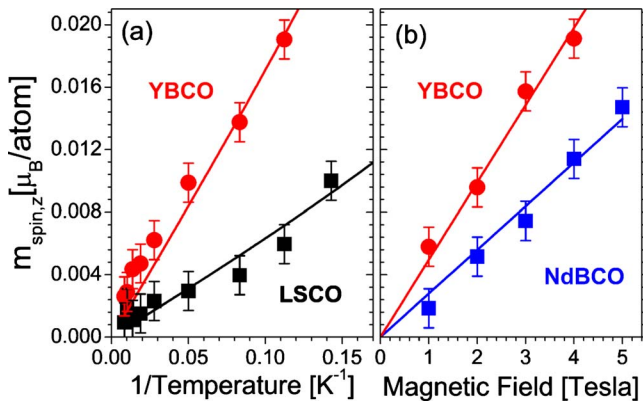 (a)
(b)
YBCO
YBCO
LSCO
NdBCO
m_spin,z [μ_B/atom]
0.020
0.016
0.012
0.008
0.004
0.000
0.00 0.05 0.10 0.15
0 1 2 3 4 5
1/Temperature [K⁻¹]
Magnetic Field [Tesla]